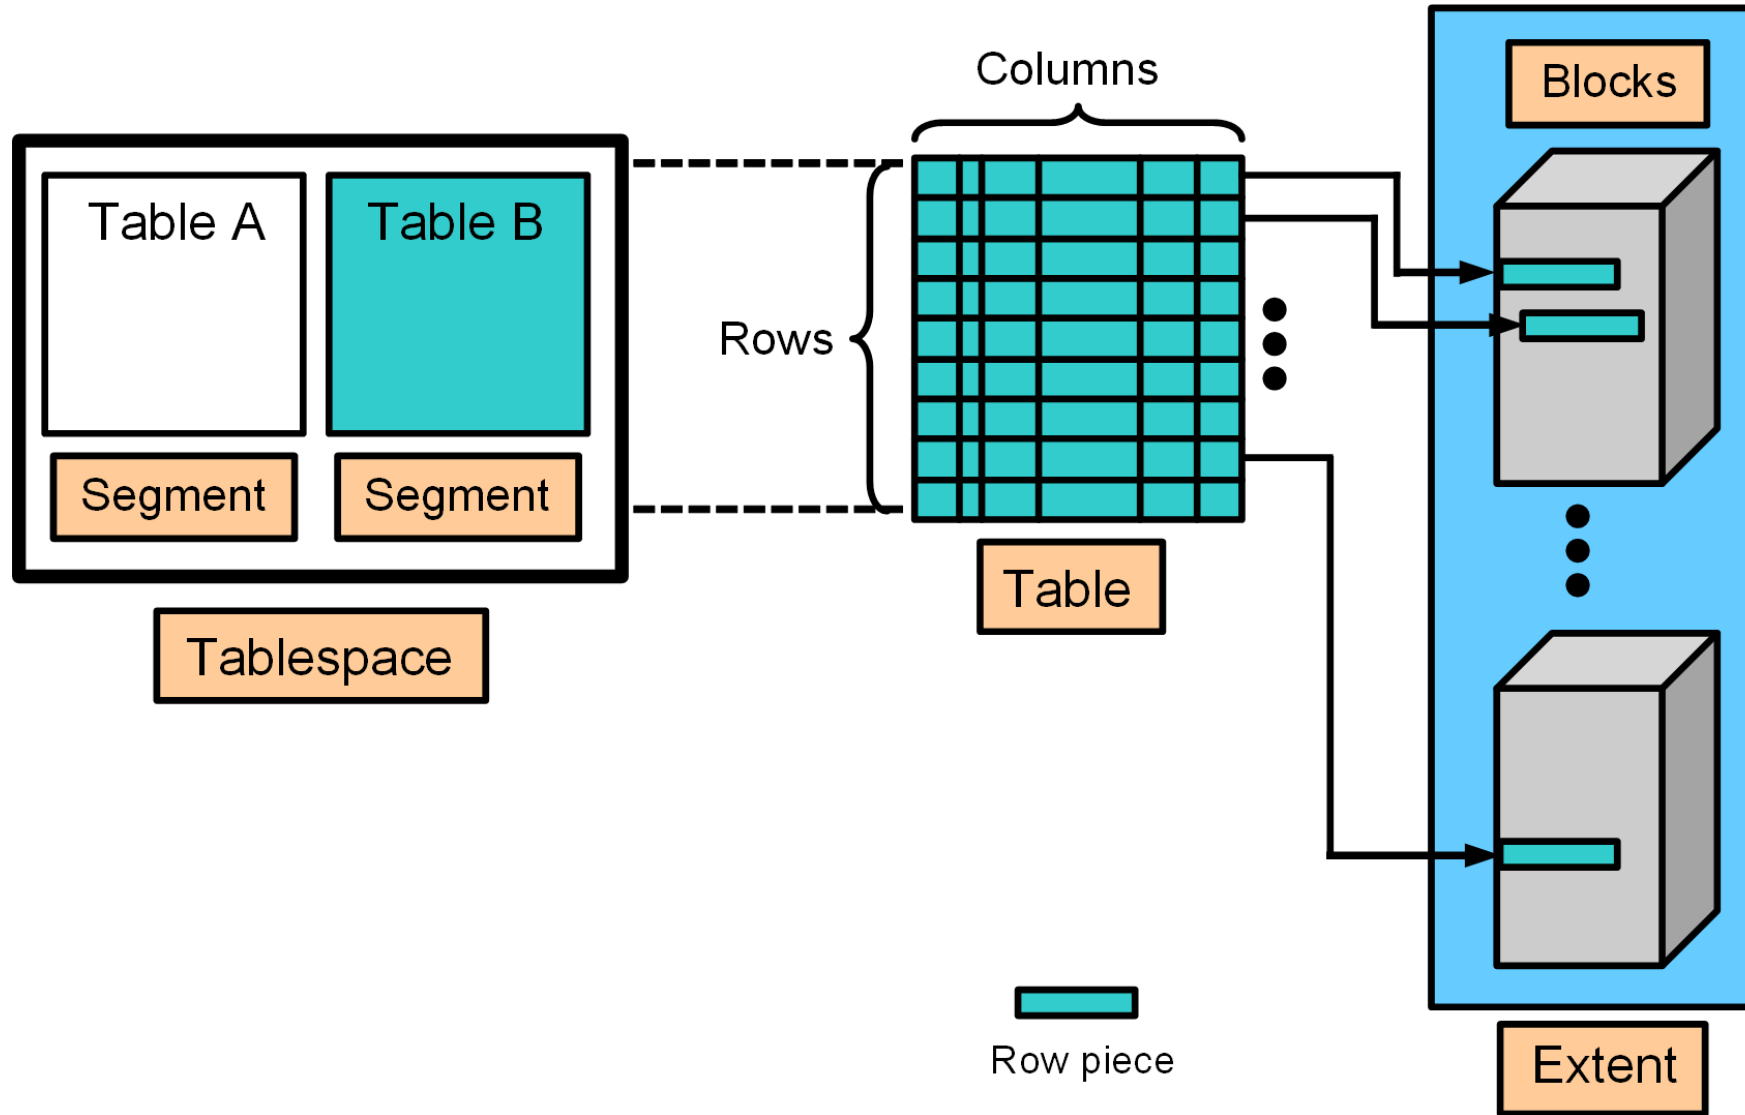 Columns
Blocks
Table A
Table B
Rows
Segment
Segment
Table
Tablespace
Row piece
Extent